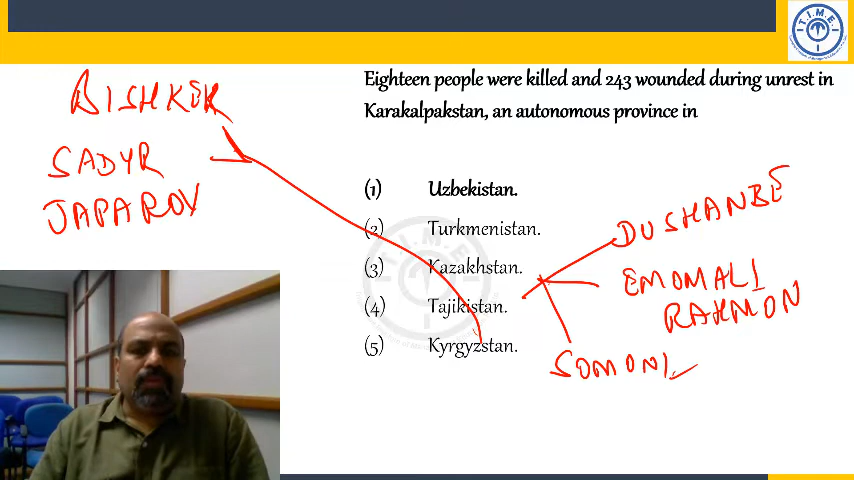 T.I.M.E.
BISHKEK
SADYR
JAPAROV
Eighteen people were killed and 243 wounded during unrest in
Karakalpakstan, an autonomous province in
(1) Uzbekistan.
(2) Turkmenistan.
(3) Kazakhstan.
(4) Tajikistan.
(5) Kyrgyzstan.
DUSHANBE
EMOMALI
RAHMON
SOMONI